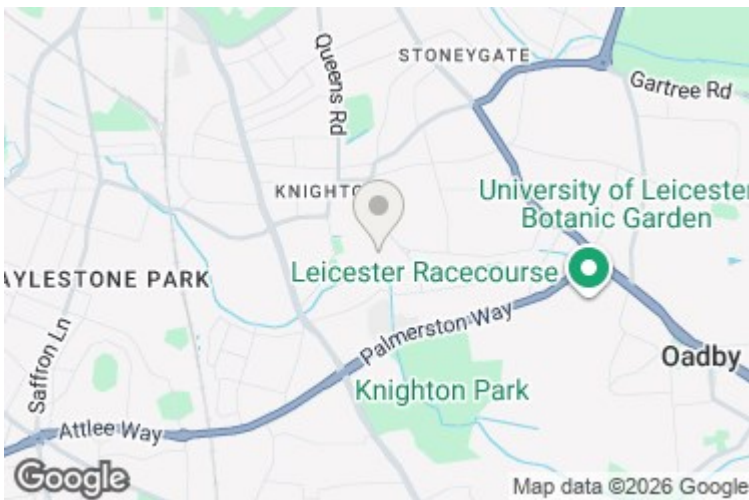 STONEYGATE
Queens Rd
Gartree Rd
KNIGHTO
University of Leicester
Botanic Garden
Leicester Racecourse
AYLESTONE PARK
Saffron Ln
Palmerston Way
Oadby
Knighton Park
Attlee Way
Google
Map data ©2026 Google